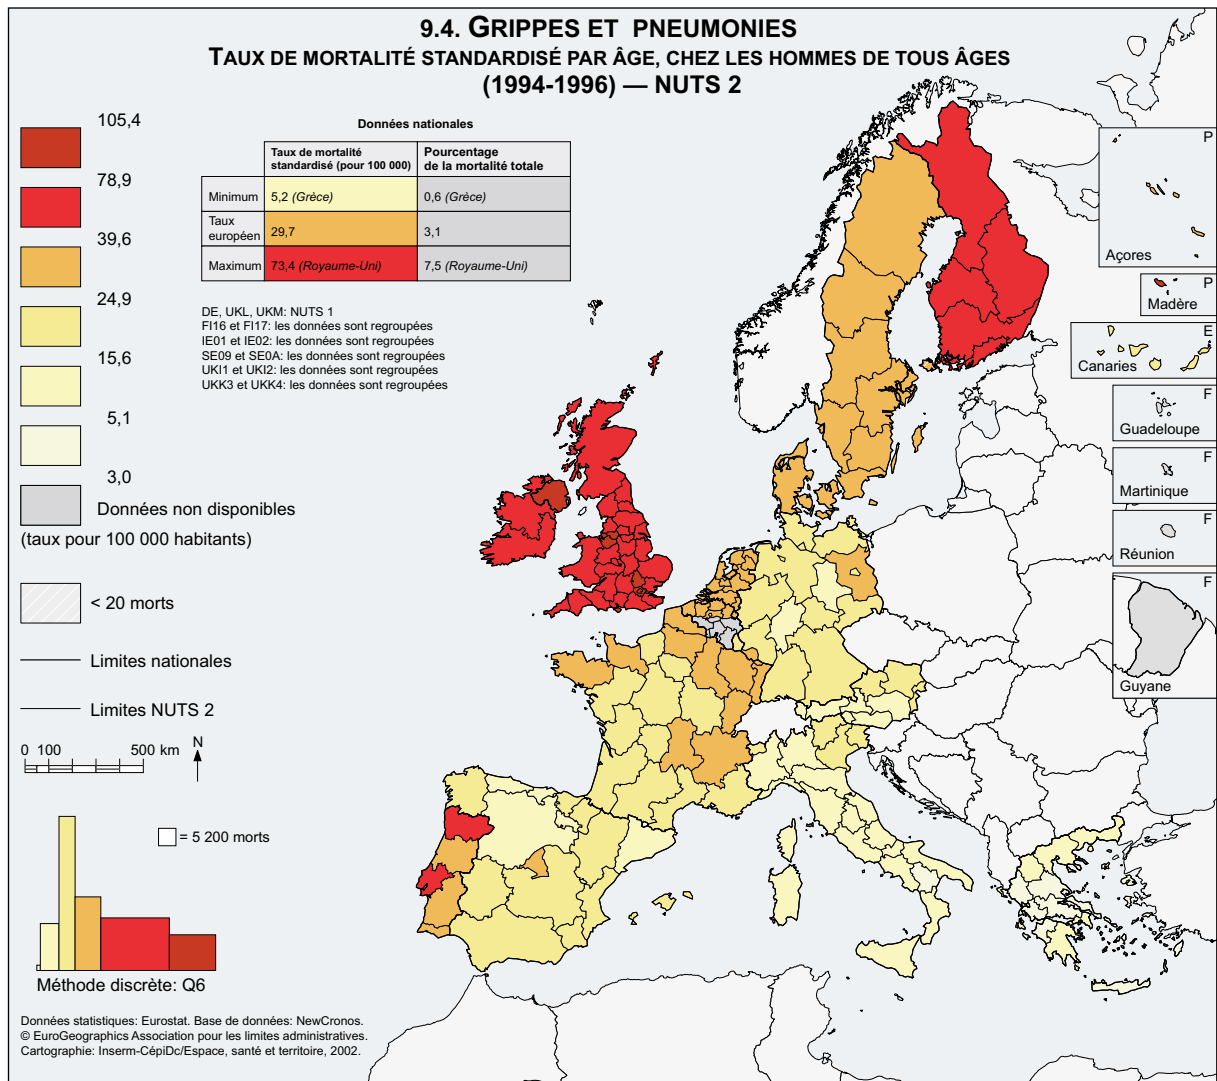 9.4. GRIPPES ET PNEUMONIES
TAUX DE MORTALITÉ STANDARDISÉ PAR ÂGE, CHEZ LES HOMMES DE TOUS ÂGES
(1994-1996) — NUTS 2
105,4
78,9
39,6
24,9
15,6
5,1
3,0
Données non disponibles
(taux pour 100 000 habitants)
< 20 morts
Limites nationales
Limites NUTS 2
0 100 500 km
N
Données nationales
Taux de mortalité
standardisé (pour 100 000)
Pourcentage
de la mortalité totale
Minimum 5,2 (Grèce) 0,6 (Grèce)
Taux
européen 29,7 3,1
Maximum 73,4 (Royaume-Uni) 7,5 (Royaume-Uni)
DE, UKL, UKM: NUTS 1
FI16 et FI17: les données sont regroupées
IE01 et IE02: les données sont regroupées
SE09 et SE0A: les données sont regroupées
UKI1 et UKI2: les données sont regroupées
UKK3 et UKK4: les données sont regroupées
P
Açores
P
Madère
E
Canaries
F
Guadeloupe
F
Martinique
F
Réunion
F
Guyane
= 5 200 morts
Méthode discrète: Q6
Données statistiques: Eurostat. Base de données: NewCronos.
© EuroGeographics Association pour les limites administratives.
Cartographie: Inserm-CépiDc/Espace, santé et territoire, 2002.